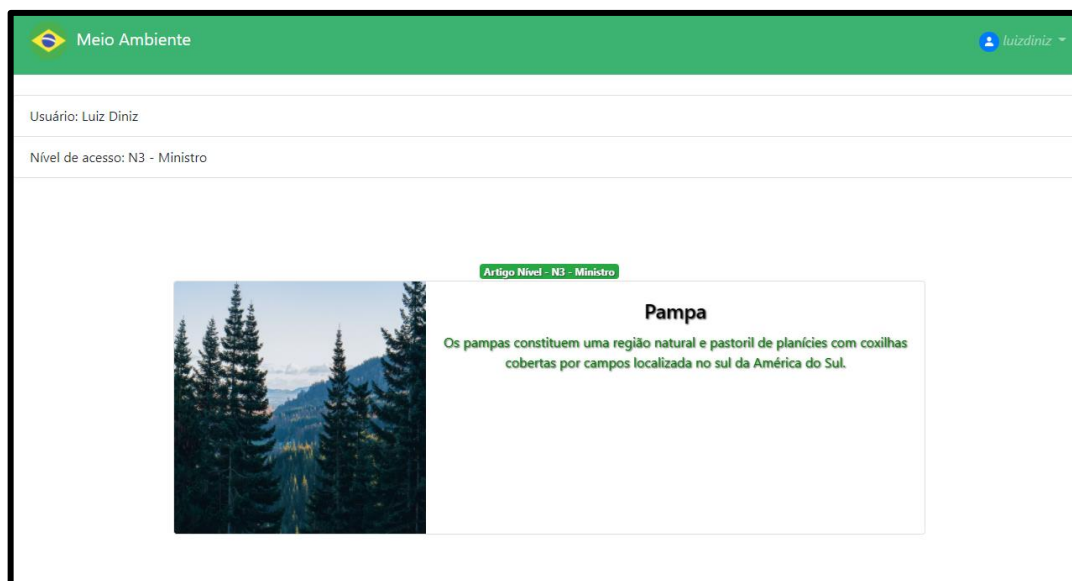 Meio Ambiente
luizdiniz
Usuário: Luiz Diniz
Nível de acesso: N3 - Ministro
Artigo Nível - N3 - Ministro
Pampa
Os pampas constituem uma região natural e pastoril de planícies com coxilhas
cobertas por campos localizada no sul da América do Sul.